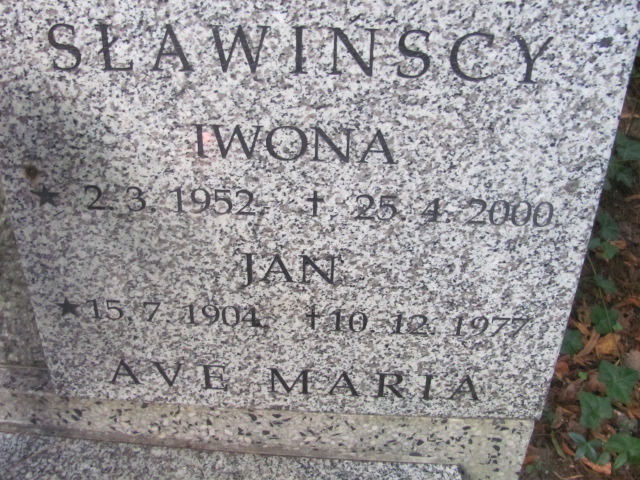 SŁAWIŃSCY
IWONA
★ 2. 3. 1952. † 25. 4. 2000
JAN
★ 15. 7. 1904. † 10. 12. 1977
AVE MARIA